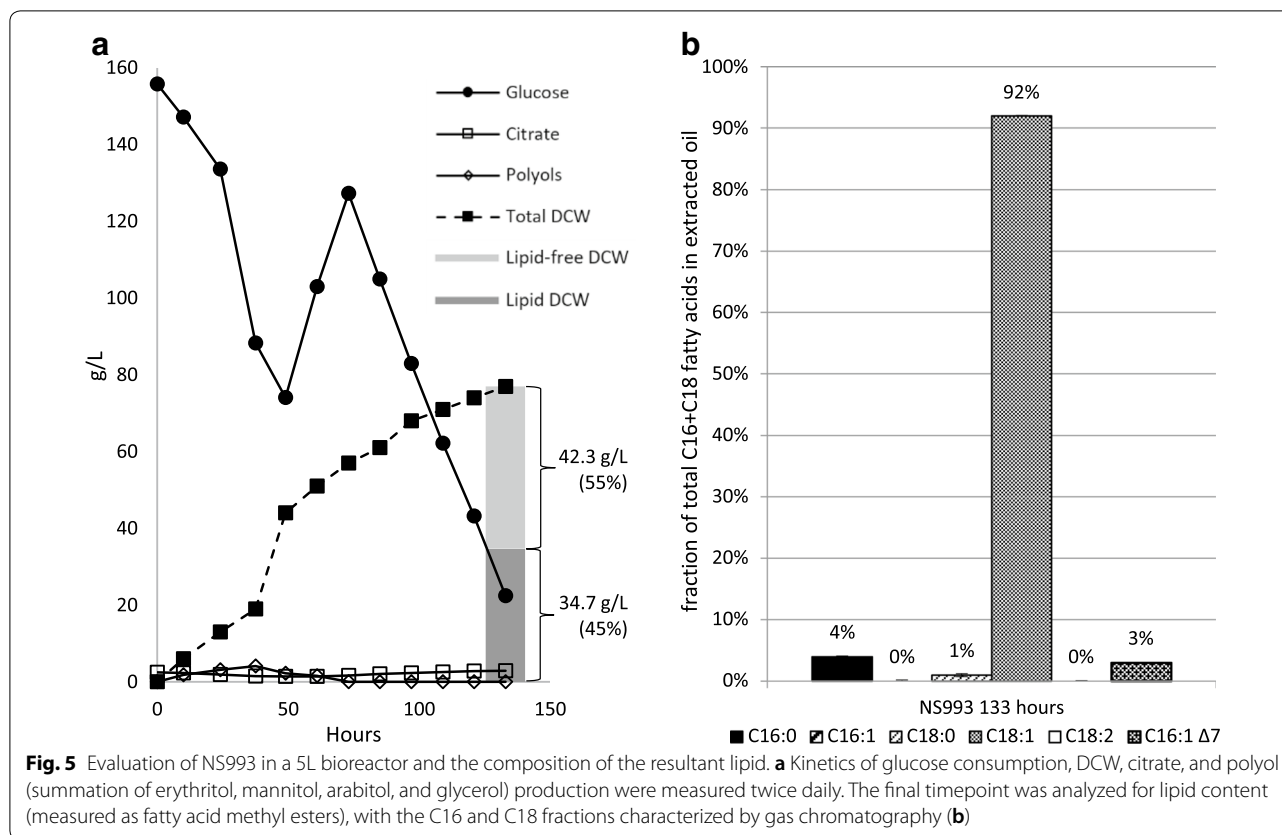 a
160
140
120
100
80
60
40
20
0
g/L
0 50 100 150
Hours
Glucose
Citrate
Polyols
Total DCW
Lipid-free DCW
Lipid DCW
42.3 g/L
(55%)
34.7 g/L
(45%)
b
100%
90%
80%
70%
60%
50%
40%
30%
20%
10%
0%
fraction of total C16+C18 fatty acids in extracted oil
4%
0%
1%
92%
0%
3%
NS993 133 hours
C16:0 C16:1 C18:0 C18:1 C18:2 C16:1 Δ7
Fig. 5 Evaluation of NS993 in a 5L bioreactor and the composition of the resultant lipid. a Kinetics of glucose consumption, DCW, citrate, and polyol
(summation of erythritol, mannitol, arabitol, and glycerol) production were measured twice daily. The final timepoint was analyzed for lipid content
(measured as fatty acid methyl esters), with the C16 and C18 fractions characterized by gas chromatography (b)